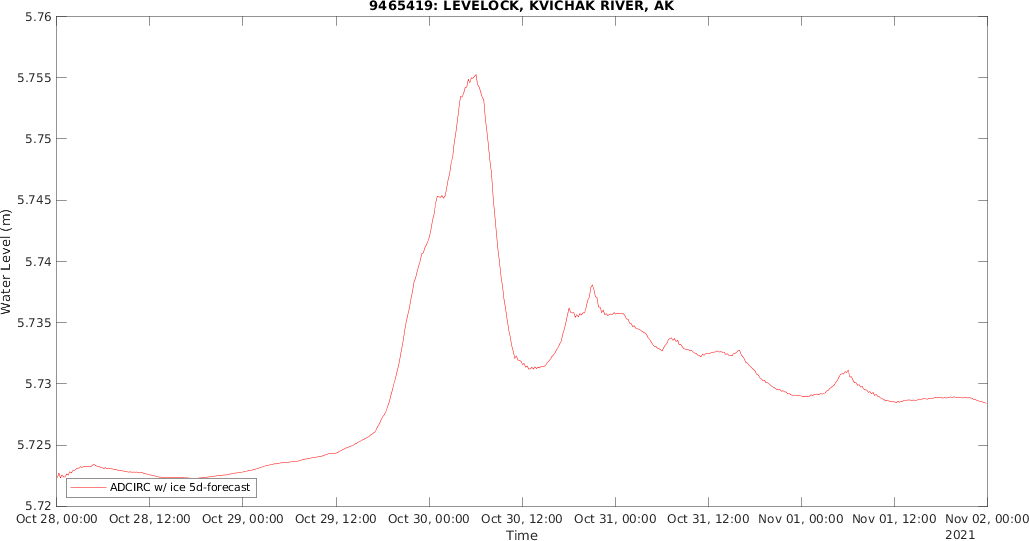 9465419: LEVELOCK, KVICHAK RIVER, AK
5.76
5.755
5.75
5.745
5.74
5.735
5.73
5.725
5.72
Water Level (m)
ADCIRC w/ ice 5d-forecast
Oct 28, 00:00 Oct 28, 12:00 Oct 29, 00:00 Oct 29, 12:00 Oct 30, 00:00 Oct 30, 12:00 Oct 31, 00:00 Oct 31, 12:00 Nov 01, 00:00 Nov 01, 12:00 Nov 02, 00:00
Time
2021